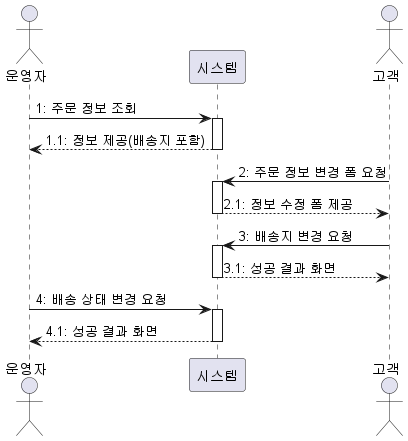 운영자
시스템
고객
1: 주문 정보 조회
1.1: 정보 제공(배송지 포함)
2: 주문 정보 변경 폼 요청
2.1: 정보 수정 폼 제공
3: 배송지 변경 요청
3.1: 성공 결과 화면
4: 배송 상태 변경 요청
4.1: 성공 결과 화면
운영자
시스템
고객